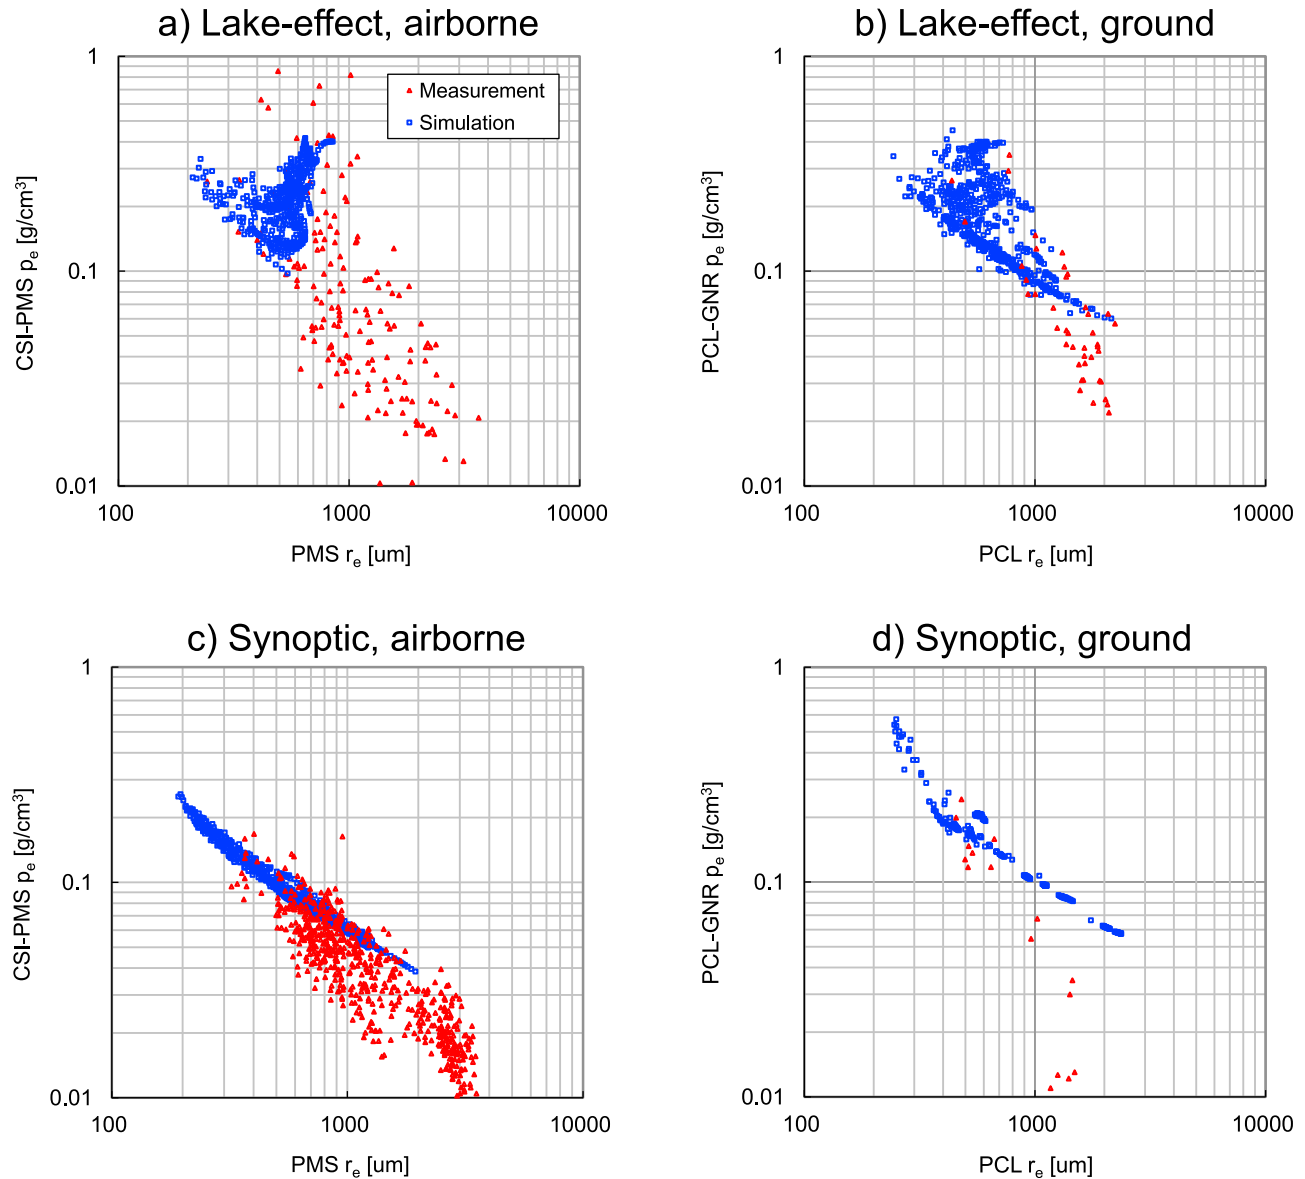 a) Lake-effect, airborne
1
0.1
0.01
100
1000
10000
CSI-PMS pe [g/cm³]
PMS re [um]
Measurement
Simulation
b) Lake-effect, ground
1
0.1
0.01
100
1000
10000
PCL-GNR pe [g/cm³]
PCL re [um]
c) Synoptic, airborne
1
0.1
0.01
100
1000
10000
CSI-PMS pe [g/cm³]
PMS re [um]
d) Synoptic, ground
1
0.1
0.01
100
1000
10000
PCL-GNR pe [g/cm³]
PCL re [um]